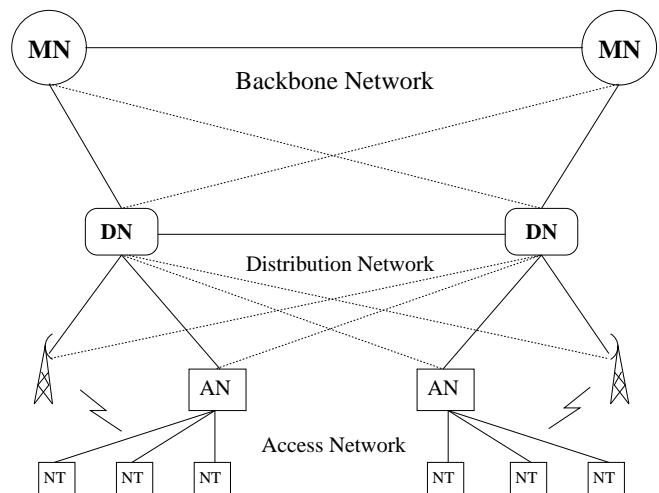 MN MN
Backbone Network
DN DN
Distribution Network
AN AN
Access Network
NT NT NT NT NT NT